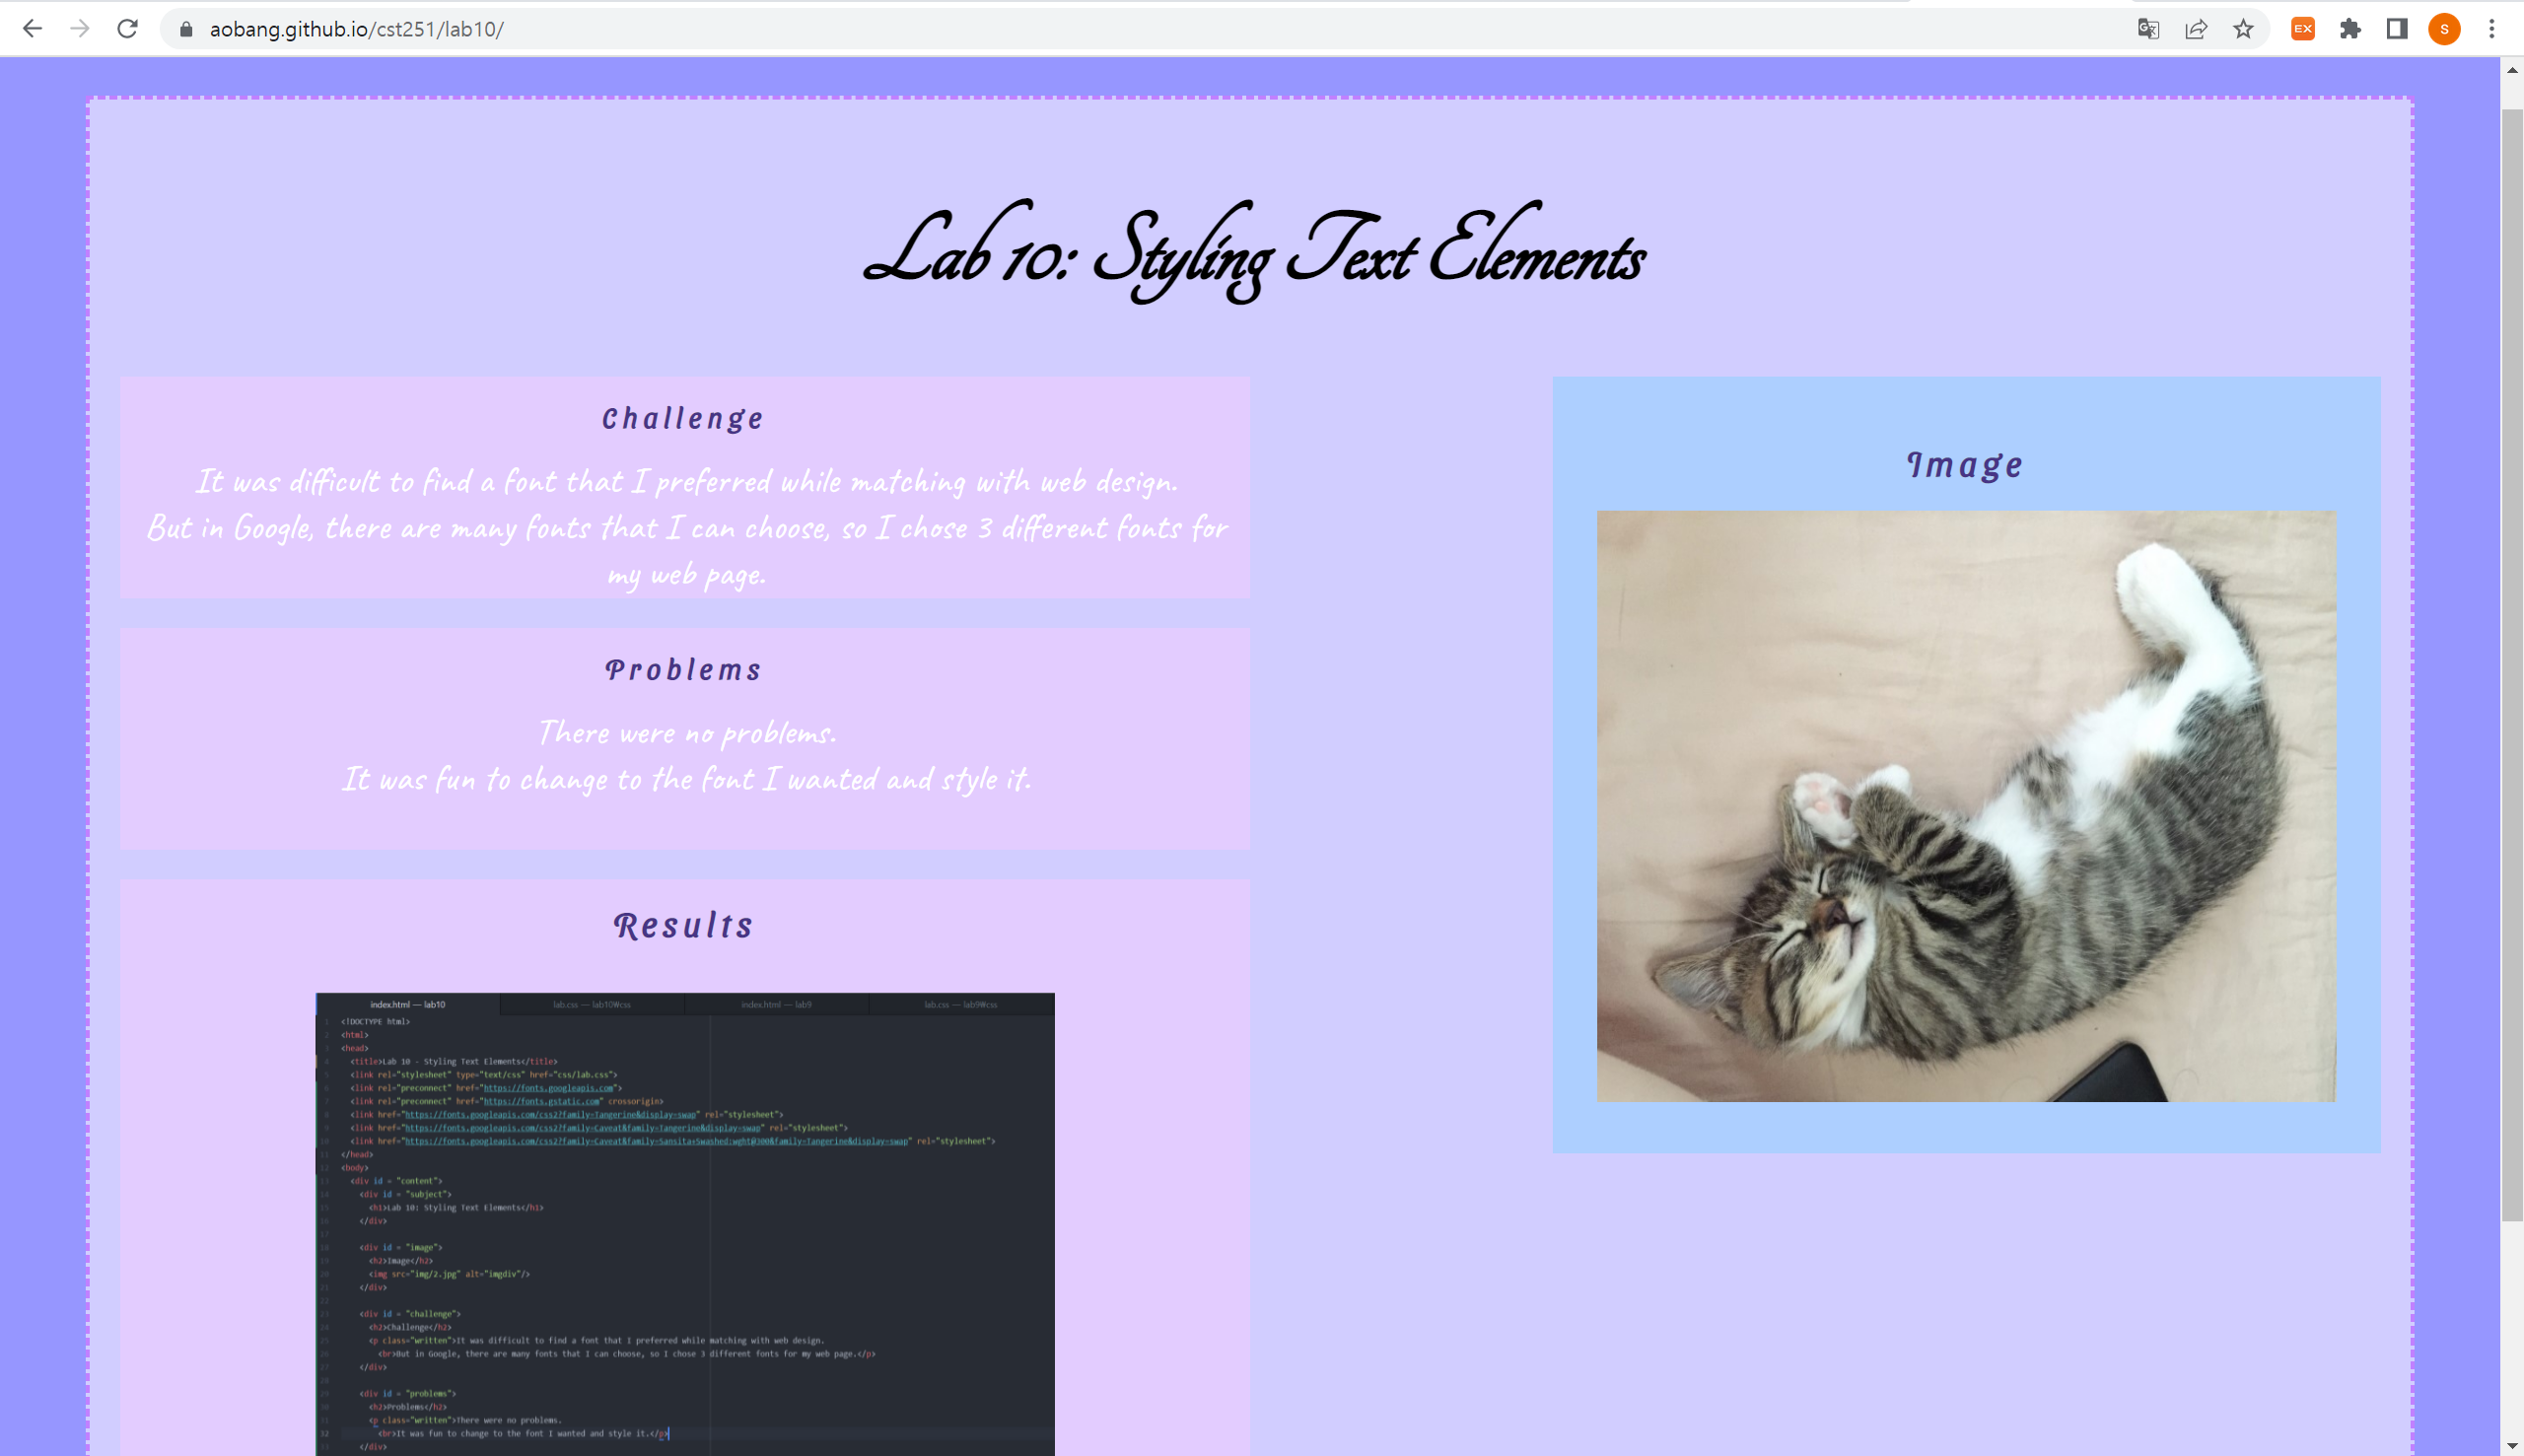 aobang.github.io/cst251/lab10/
EX
S
Lab 10: Styling Text Elements
Challenge
It was difficult to find a font that I preferred while matching with web design.
But in Google, there are many fonts that I can choose, so I chose 3 different fonts for
my web page.
Problems
There were no problems.
It was fun to change to the font I wanted and style it.
Results
index.html — lab10 lab.css — lab10₩css index.html — lab9 lab.css — lab9₩css
<!DOCTYPE html>
<html>
<head>
<title>Lab 10 - Styling Text Elements</title>
<link rel="stylesheet" type="text/css" href="css/lab.css">
<link rel="preconnect" href="https://fonts.googleapis.com">
<link rel="preconnect" href="https://fonts.gstatic.com" crossorigin>
<link href="https://fonts.googleapis.com/css2?family=Tangerine&display=swap" rel="stylesheet">
<link href="https://fonts.googleapis.com/css2?family=Caveat&family=Tangerine&display=swap" rel="stylesheet">
<link href="https://fonts.googleapis.com/css2?family=Caveat&family=Sansita+Swashed:wght@300&family=Tangerine&display=swap" rel="stylesheet">
</head>
<body>
<div id = "content">
<div id = "subject">
<h1>Lab 10: Styling Text Elements</h1>
</div>
<div id = "image">
<h2>Image</h2>
<img src="img/2.jpg" alt="imgdiv"/>
</div>
<div id = "challenge">
<h2>Challenge</h2>
<p class="written">It was difficult to find a font that I preferred while matching with web design.
<br>But in Google, there are many fonts that I can choose, so I chose 3 different fonts for my web page.</p>
</div>
<div id = "problems">
<h2>Problems</h2>
<p class="written">There were no problems.
<br>It was fun to change to the font I wanted and style it.</p>
</div>
Image